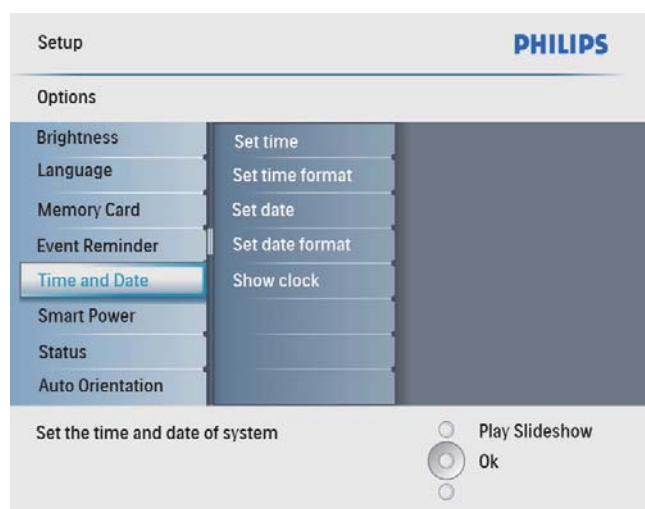 Setup
PHILIPS
Options
Brightness
Language
Memory Card
Event Reminder
Time and Date
Smart Power
Status
Auto Orientation
Set time
Set time format
Set date
Set date format
Show clock
Set the time and date of system
Play Slideshow
Ok